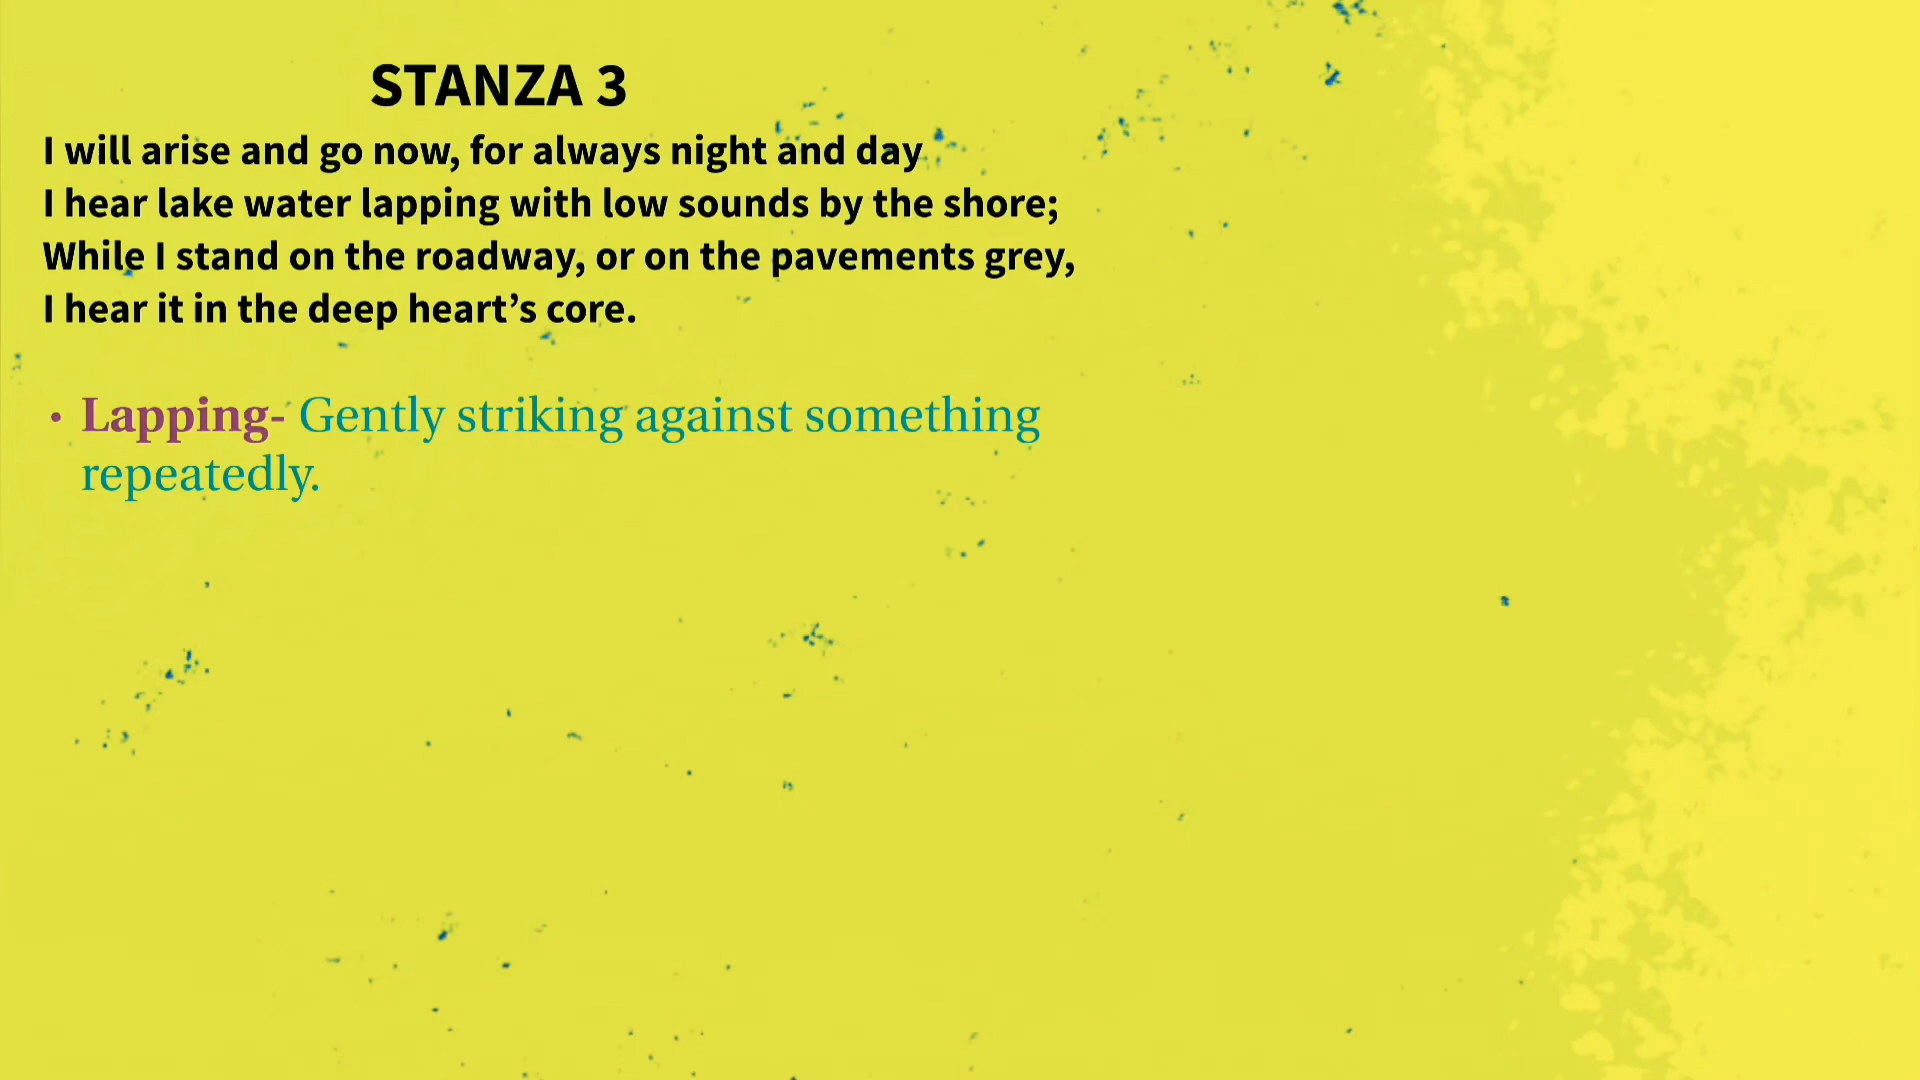 STANZA 3
I will arise and go now, for always night and day
I hear lake water lapping with low sounds by the shore;
While I stand on the roadway, or on the pavements grey,
I hear it in the deep heart’s core.
• Lapping- Gently striking against something
repeatedly.